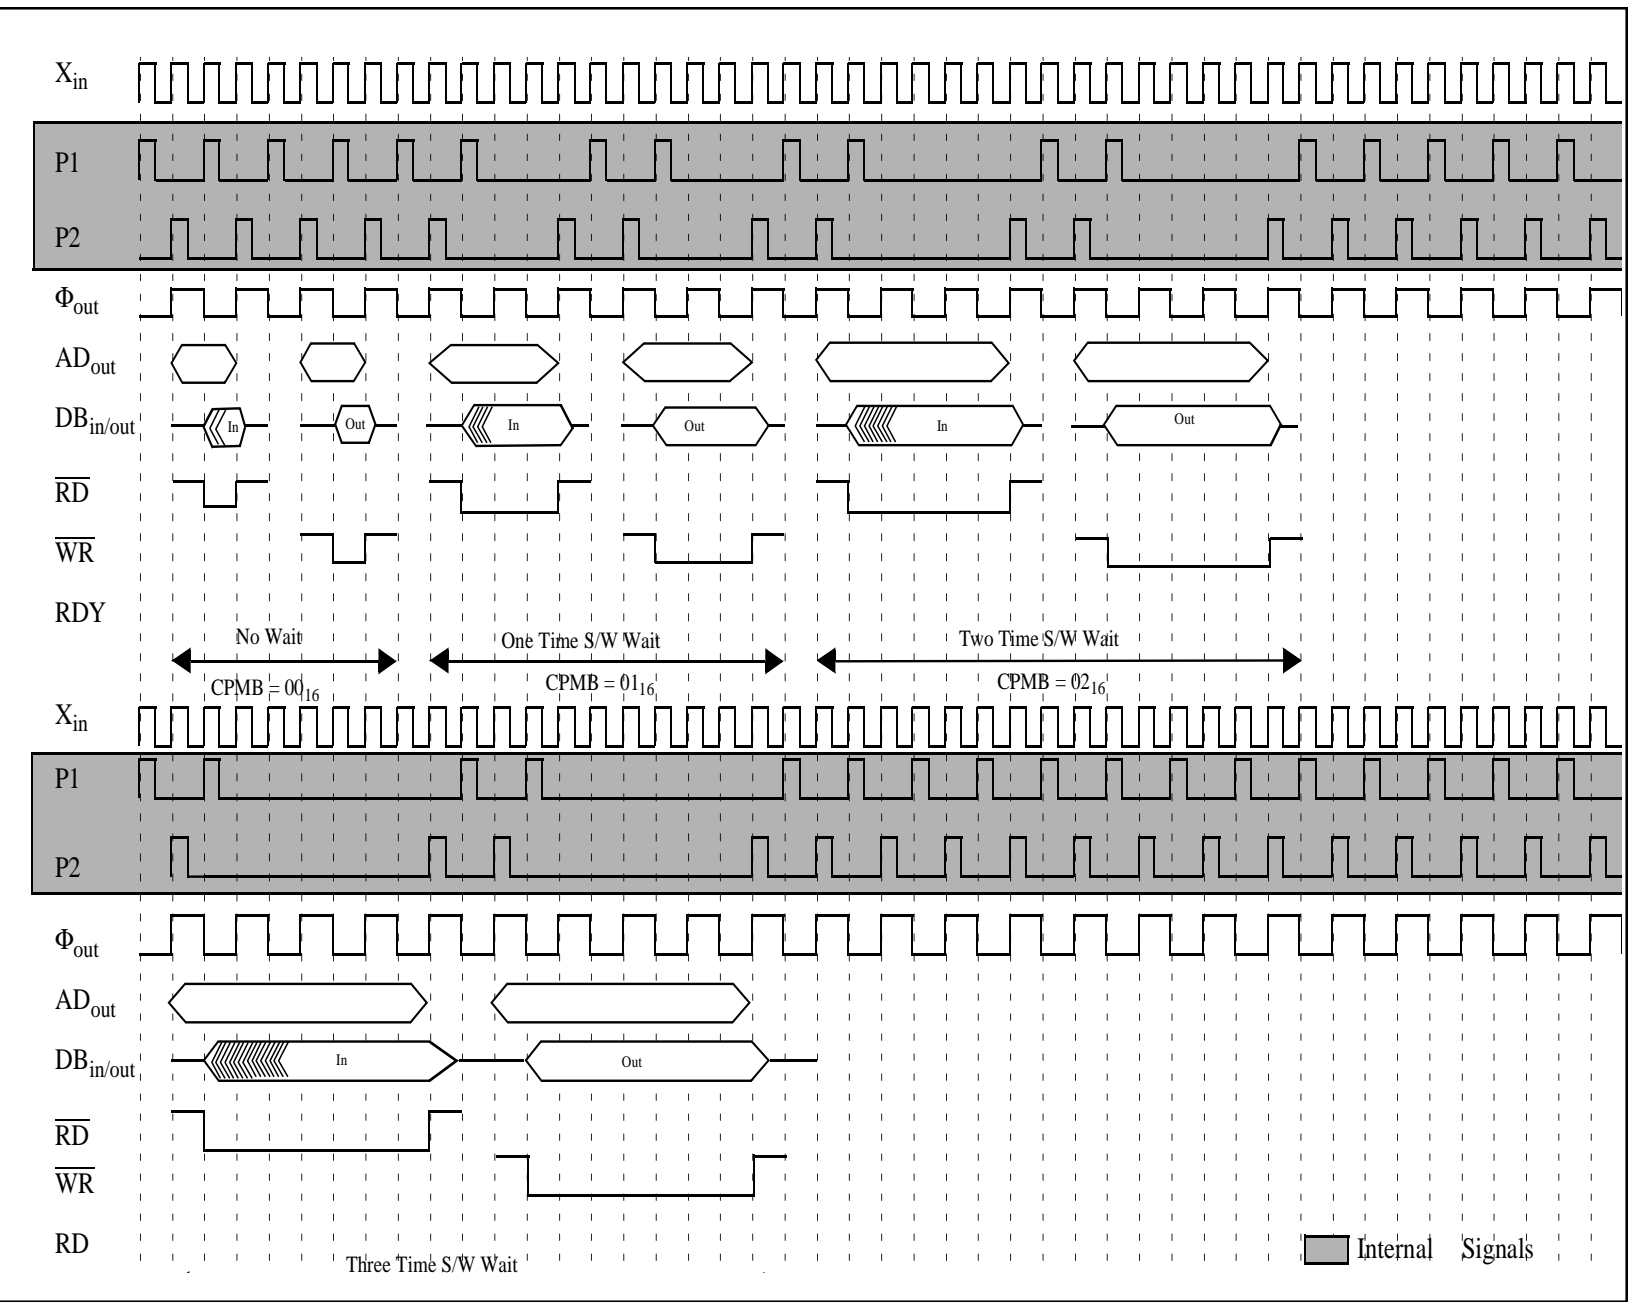 Xin
P1
P2
Φout
ADout
DBin/out In Out In Out In Out
RD
WR
RDY
No Wait One Time S/W Wait Two Time S/W Wait
CPMB = 0016 CPMB = 0116 CPMB = 0216
Xin
P1
P2
Φout
ADout
DBin/out In Out
RD
WR
RD
Three Time S/W Wait
Internal Signals